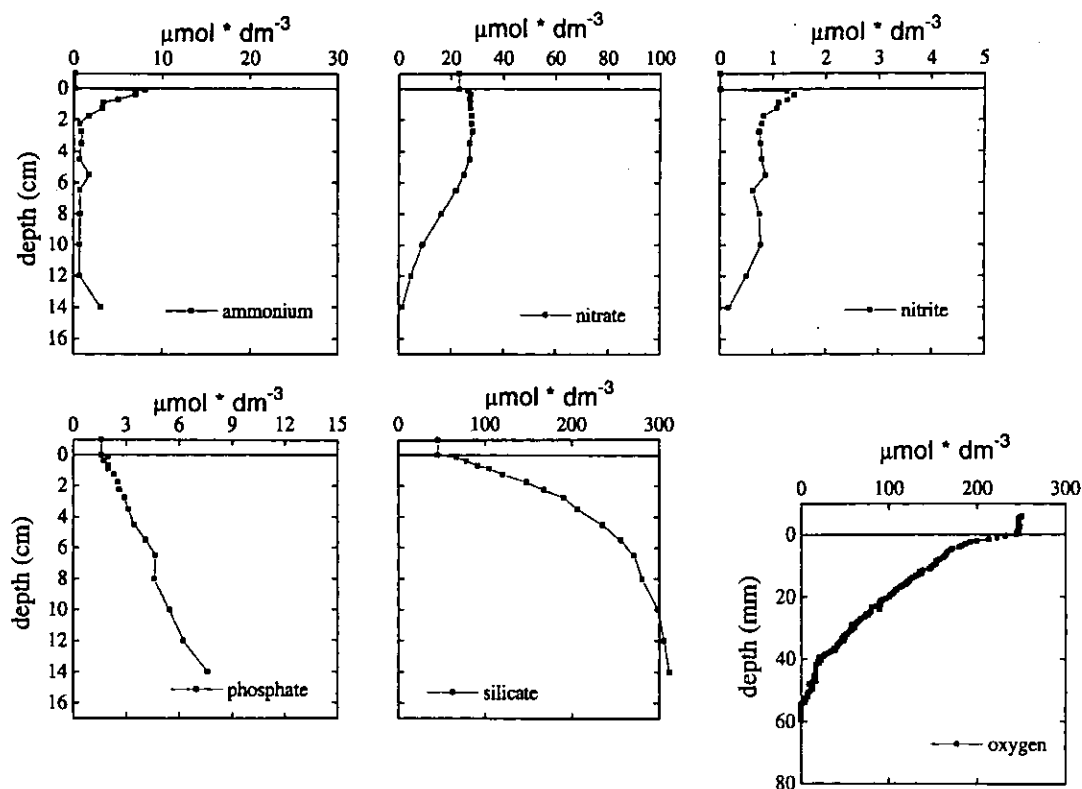 μmol * dm-3
0 10 20 30
0
2
4
6
8
10
12
14
16
depth (cm)
ammonium
μmol * dm-3
0 20 40 60 80 100
nitrate
μmol * dm-3
0 1 2 3 4 5
nitrite
μmol * dm-3
0 3 6 9 12 15
0
2
4
6
8
10
12
14
16
depth (cm)
phosphate
μmol * dm-3
0 100 200 300
silicate
μmol * dm-3
0 100 200 300
0
20
40
60
80
depth (mm)
oxygen